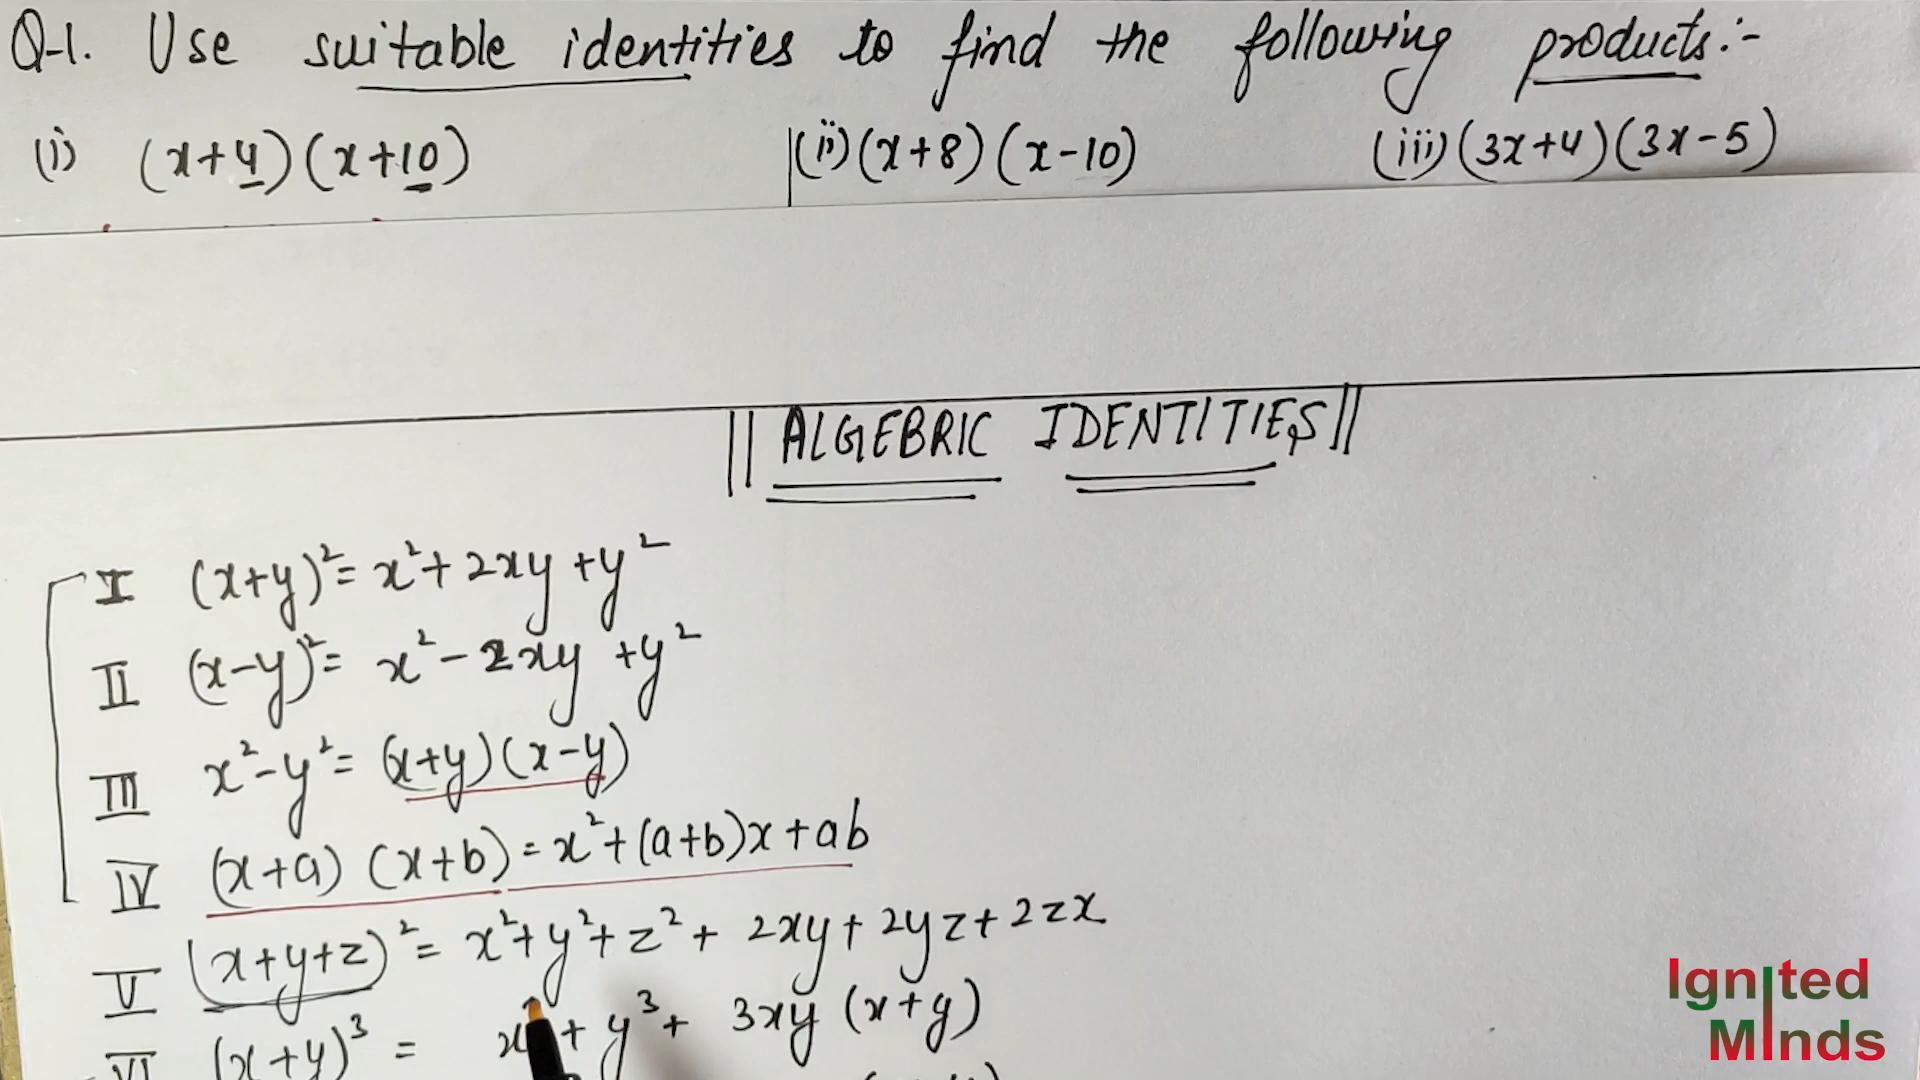 Q-1. Use suitable identities to find the following products:-
(i) (x+4)(x+10) (ii) (x+8)(x-10) (iii) (3x+4)(3x-5)
|| ALGEBRIC IDENTITIES ||
I (x+y)²= x²+2xy+y²
II (x-y)²= x²-2xy+y²
III x²-y²= (x+y)(x-y)
IV (x+a)(x+b)=x²+(a+b)x+ab
V (x+y+z)²= x²+y²+z²+2xy+2yz+2zx
VI (x+y)³= x + y³+ 3xy(x+y)
Ignited
Minds